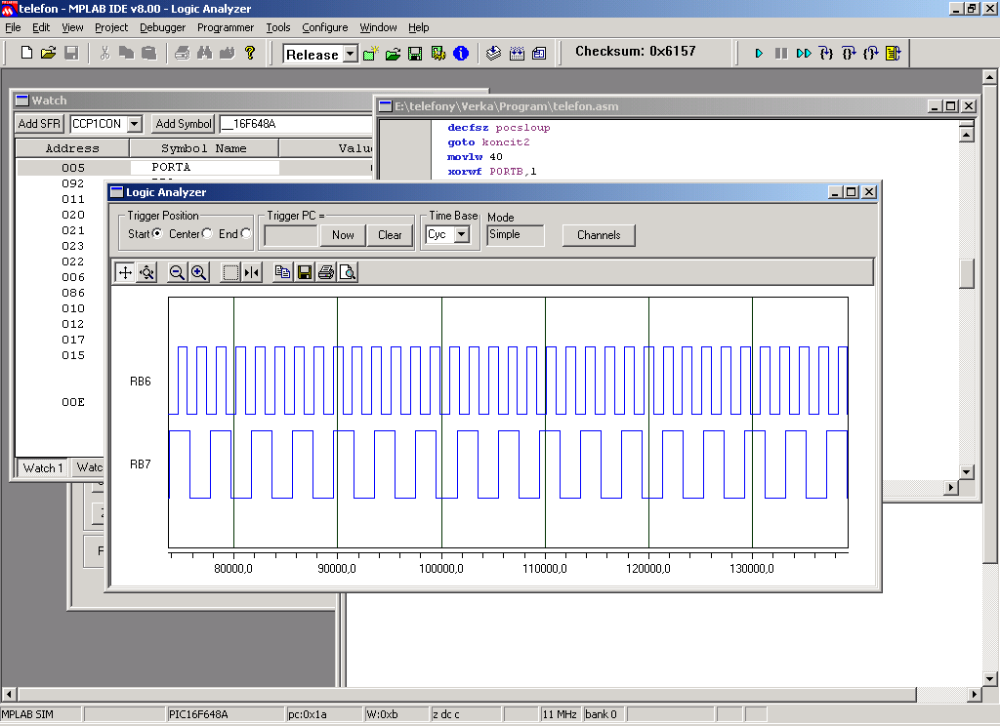 telefon - MPLAB IDE v8.00 - Logic Analyzer
File Edit View Project Debugger Programmer Tools Configure Window Help
Release Checksum: 0x6157
Watch
Add SFR CCP1CON Add Symbol __16F648A
Address Symbol Name
005 PORTA
092
011
020
021
023
022
006
086
010
012
017
015
00E
Watch 1
E:\telefony\Verka\Program\telefon.asm
decfsz pocsloup
goto koncit2
movlw 40
xorwf PORTB,1
Logic Analyzer
Trigger Position Trigger PC = Time Base Mode
Start Center End Now Clear Cyc Simple Channels
RB6
RB7
80000,0 90000,0 100000,0 110000,0 120000,0 130000,0
MPLAB SIM PIC16F648A pc:0x1a W:0xb z dc c 11 MHz bank 0